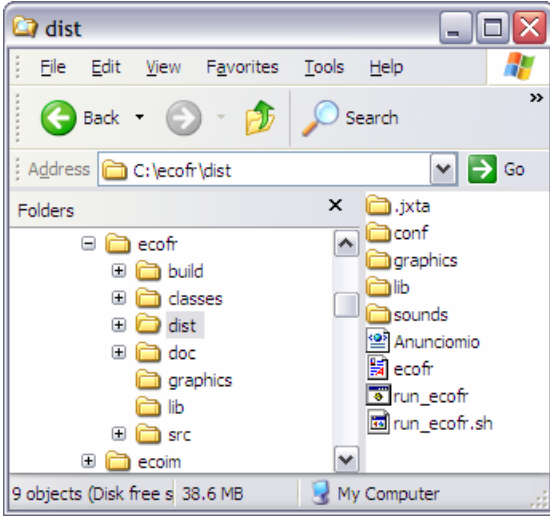 dist
File Edit View Favorites Tools Help
Back Search »
Address C:\ecofr\dist Go
Folders
ecofr
build
classes
dist
doc
graphics
lib
src
ecoim
.jxta
conf
graphics
lib
sounds
Anunciomio
ecofr
run_ecofr
run_ecofr.sh
9 objects (Disk free s 38.6 MB My Computer